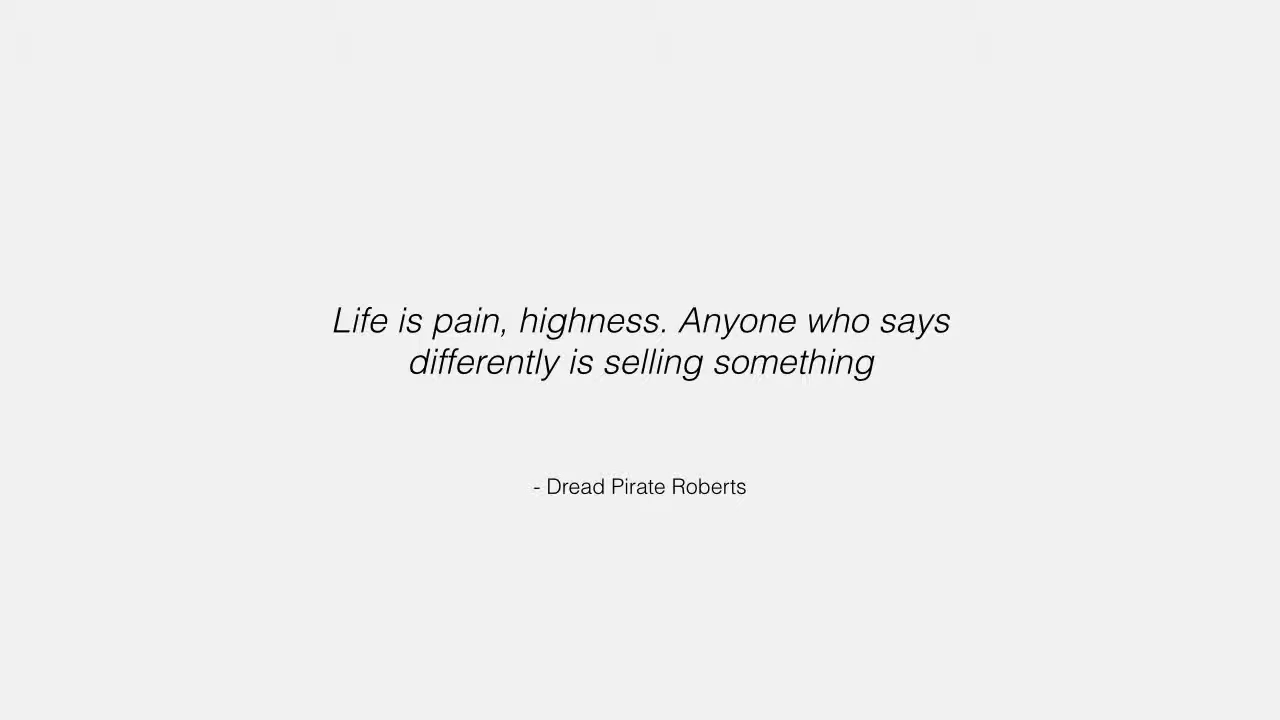 Life is pain, highness. Anyone who says
differently is selling something
- Dread Pirate Roberts